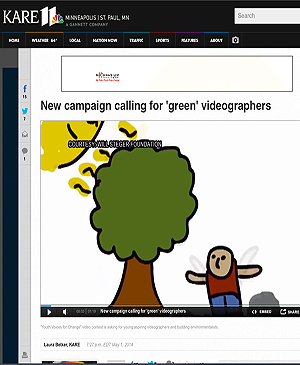 KARE 11 MINNEAPOLIS | ST. PAUL, MN
A GANNETT COMPANY
Search
HOME WEATHER 64° LOCAL NATION NOW TRAFFIC SPORTS FEATURES ABOUT
New campaign calling for 'green' videographers
COURTESY: WILL STEGER FOUNDATION
New campaign calling for 'green' videographers
EMBED SHARE
"Youth Voices for Change" video contest is asking for young aspiring videographers and budding environmentalists.
Laura Betker, KARE 7:27 p.m. EDT May 1, 2014